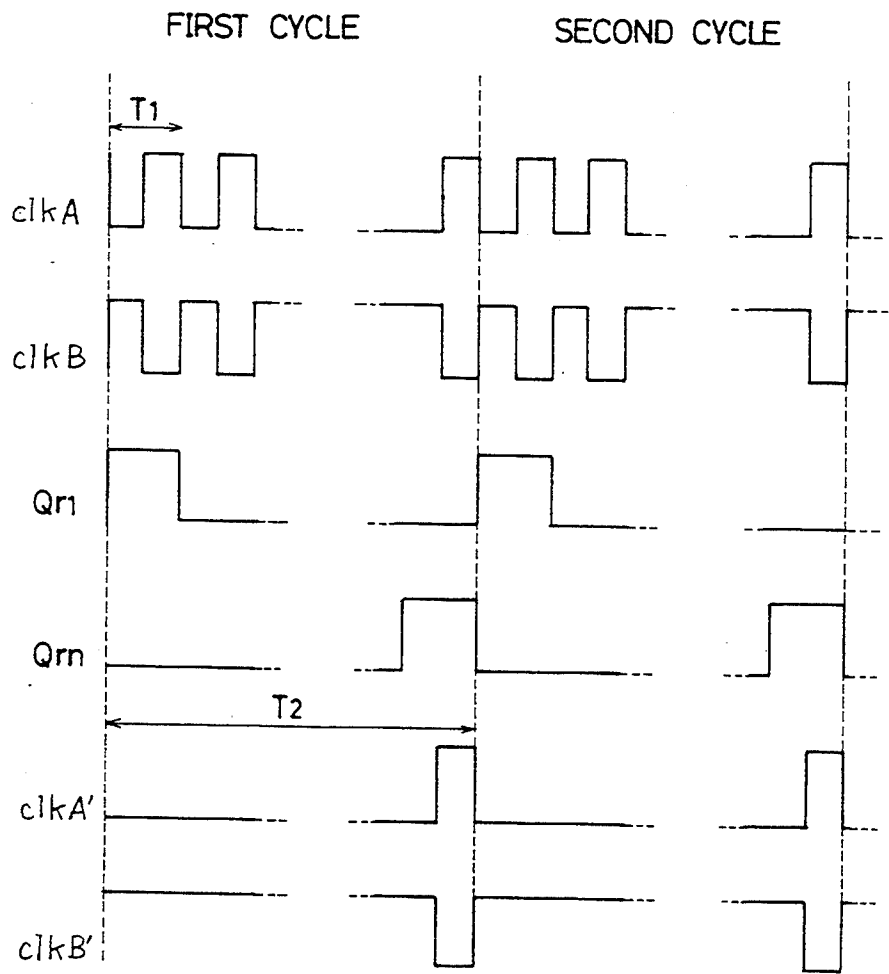 FIRST CYCLE
SECOND CYCLE
T1
clkA
clkB
Qr1
Qrn
T2
clkA′
clkB′